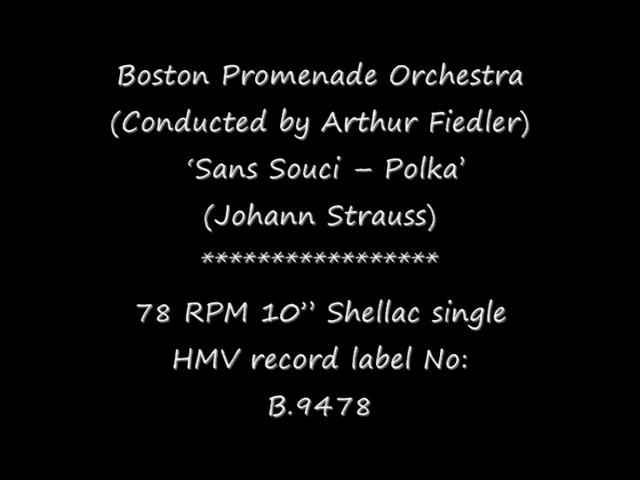 Boston Promenade Orchestra
(Conducted by Arthur Fiedler)
‘Sans Souci – Polka’
(Johann Strauss)
*****************
78 RPM 10” Shellac single
HMV record label No:
B.9478